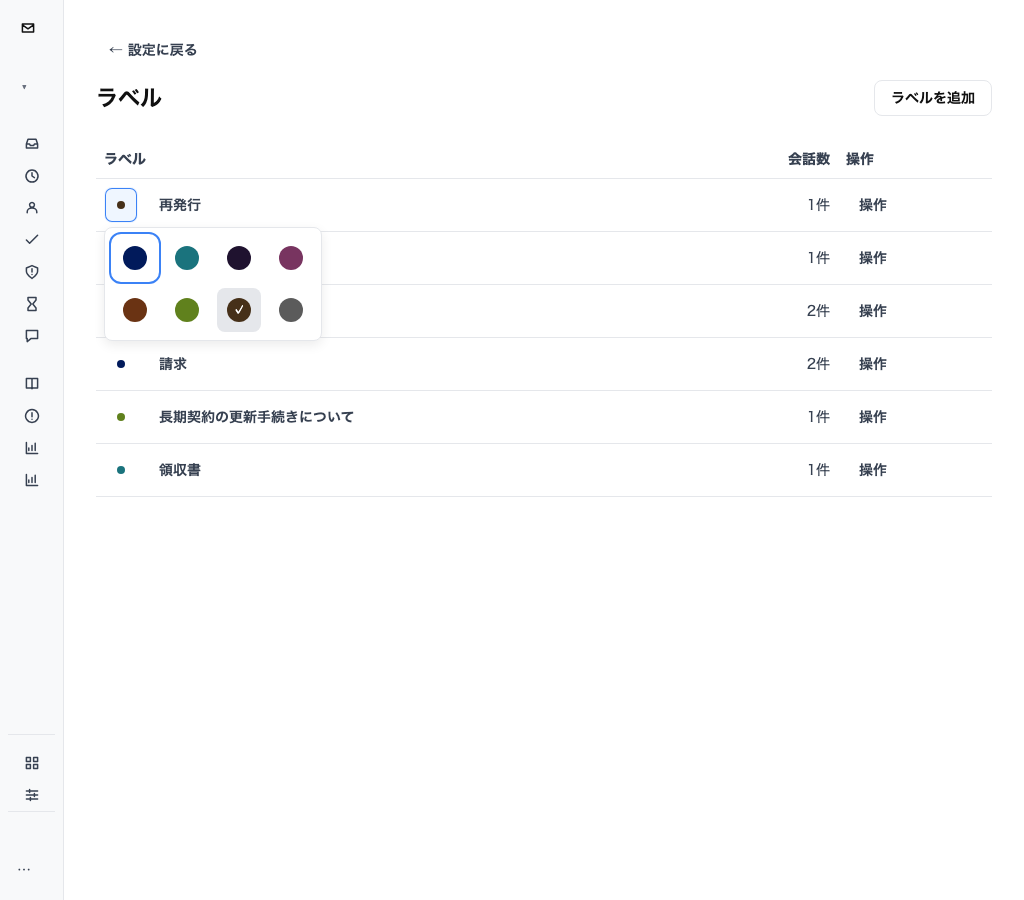 ← 設定に戻る
ラベル
ラベルを追加
ラベル 会話数 操作
再発行 1件 操作
1件 操作
2件 操作
請求 2件 操作
長期契約の更新手続きについて 1件 操作
領収書 1件 操作